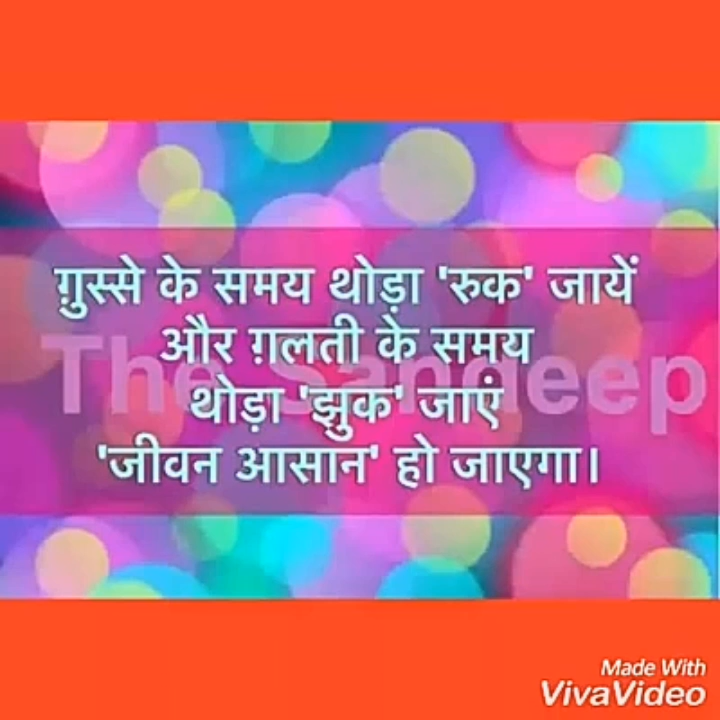 ग़ुस्से के समय थोड़ा 'रुक' जायें
और ग़लती के समय
थोड़ा 'झुक' जाएं
'जीवन आसान' हो जाएगा।
The Sandeep
Made With
VivaVideo